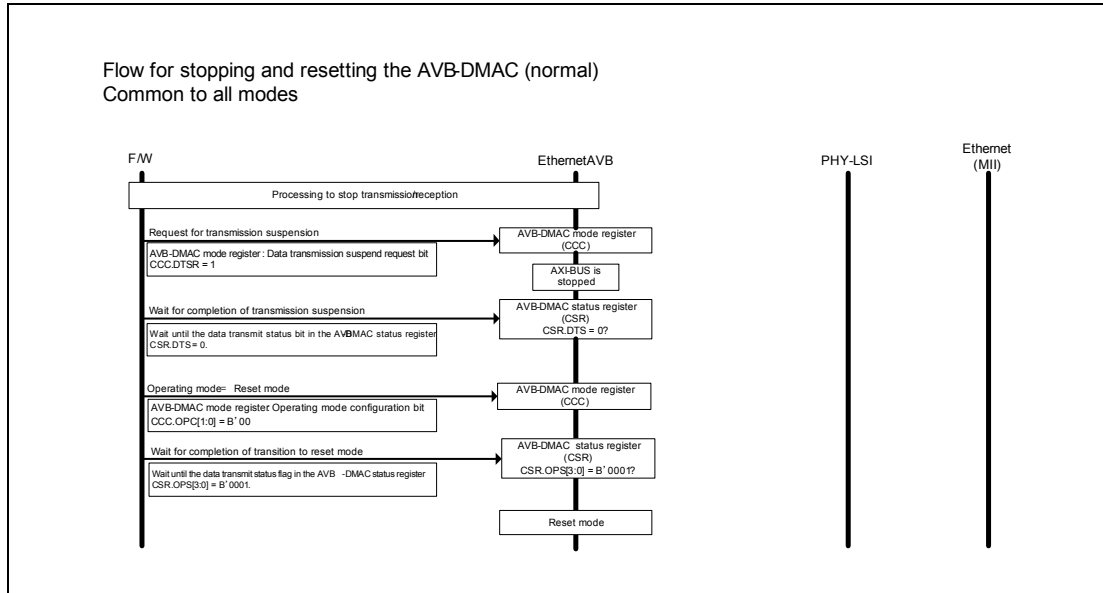 Flow for stopping and resetting the AVB-DMAC (normal)
Common to all modes
F/W
EthernetAVB
PHY-LSI
Ethernet
(MII)
Processing to stop transmission/reception
Request for transmission suspension
AVB-DMAC mode register : Data transmission suspend request bit
CCC.DTSR = 1
AVB-DMAC mode register
(CCC)
AXI-BUS is
stopped
Wait for completion of transmission suspension
Wait until the data transmit status bit in the AVBMAC status register
CSR.DTS = 0.
AVB-DMAC status register
(CSR)
CSR.DTS = 0?
Operating mode= Reset mode
AVB-DMAC mode register: Operating mode configuration bit
CCC.OPC[1:0] = B'00
AVB-DMAC mode register
(CCC)
Wait for completion of transition to reset mode
Wait until the data transmit status flag in the AVB -DMAC status register
CSR.OPS[3:0] = B'0001.
AVB-DMAC status register
(CSR)
CSR.OPS[3:0] = B'0001?
Reset mode